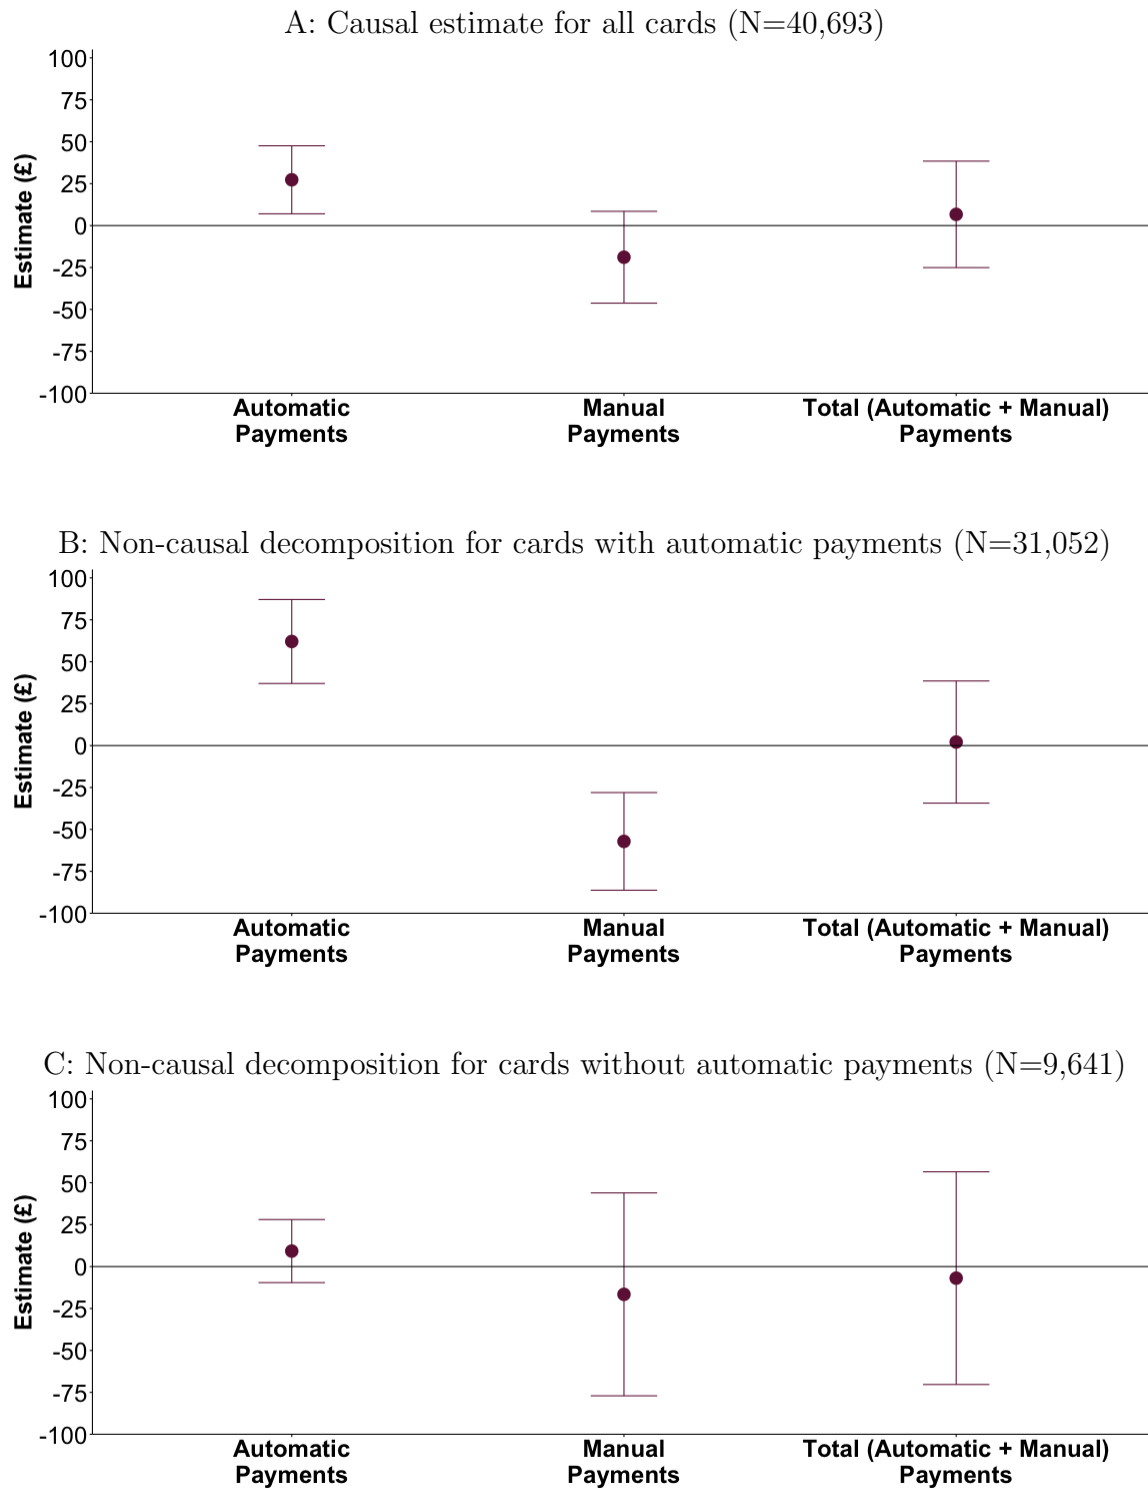 A: Causal estimate for all cards (N=40,693)
Estimate (£)
100
75
50
25
0
-25
-50
-75
-100
Automatic
Payments
Manual
Payments
Total (Automatic + Manual)
Payments
B: Non-causal decomposition for cards with automatic payments (N=31,052)
Estimate (£)
100
75
50
25
0
-25
-50
-75
-100
Automatic
Payments
Manual
Payments
Total (Automatic + Manual)
Payments
C: Non-causal decomposition for cards without automatic payments (N=9,641)
Estimate (£)
100
75
50
25
0
-25
-50
-75
-100
Automatic
Payments
Manual
Payments
Total (Automatic + Manual)
Payments